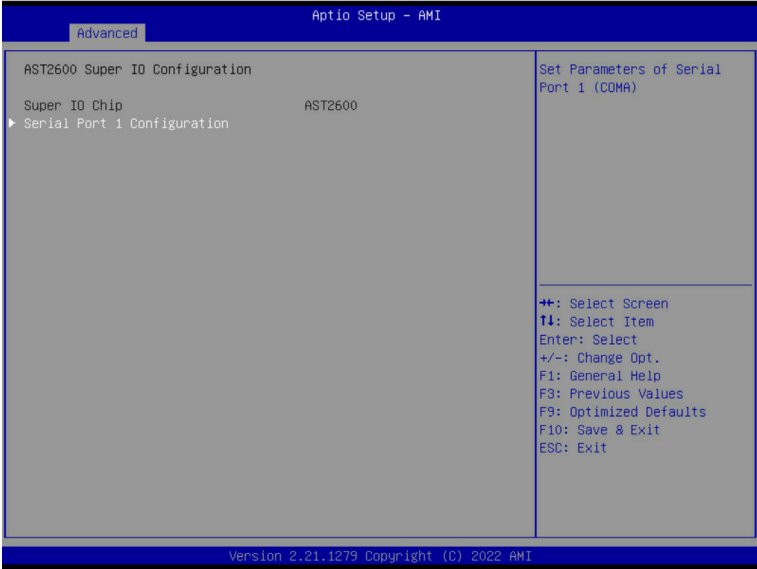 Aptio Setup - AMI
Advanced
AST2600 Super IO Configuration
Super IO Chip AST2600
▶ Serial Port 1 Configuration
Set Parameters of Serial
Port 1 (COMA)
→←: Select Screen
↑↓: Select Item
Enter: Select
+/-: Change Opt.
F1: General Help
F3: Previous Values
F9: Optimized Defaults
F10: Save & Exit
ESC: Exit
Version 2.21.1279 Copyright (C) 2022 AMI